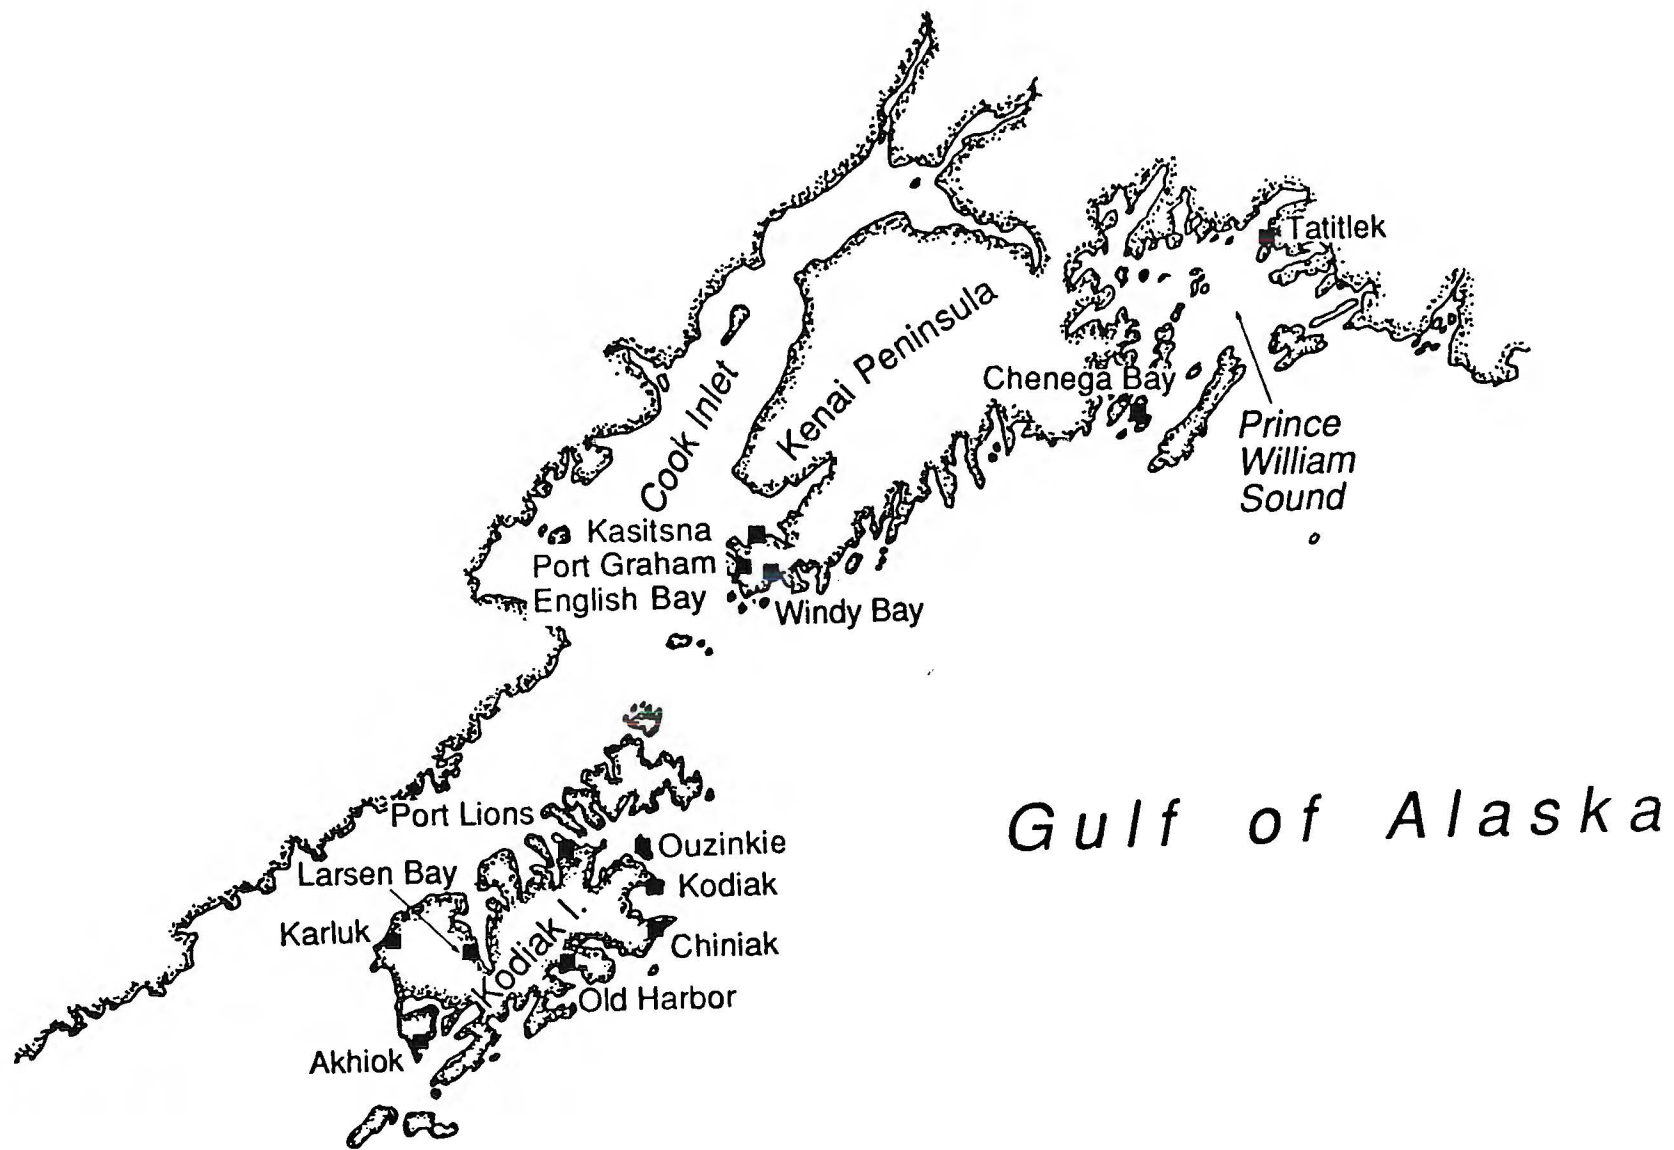 Tatitlek
Kenai Peninsula
Cook Inlet
Chenega Bay
Prince
William
Sound
Kasitsna
Port Graham
English Bay
Windy Bay
Gulf of Alaska
Port Lions
Ouzinkie
Larsen Bay
Kodiak
Kodiak I.
Karluk
Chiniak
Old Harbor
Akhiok